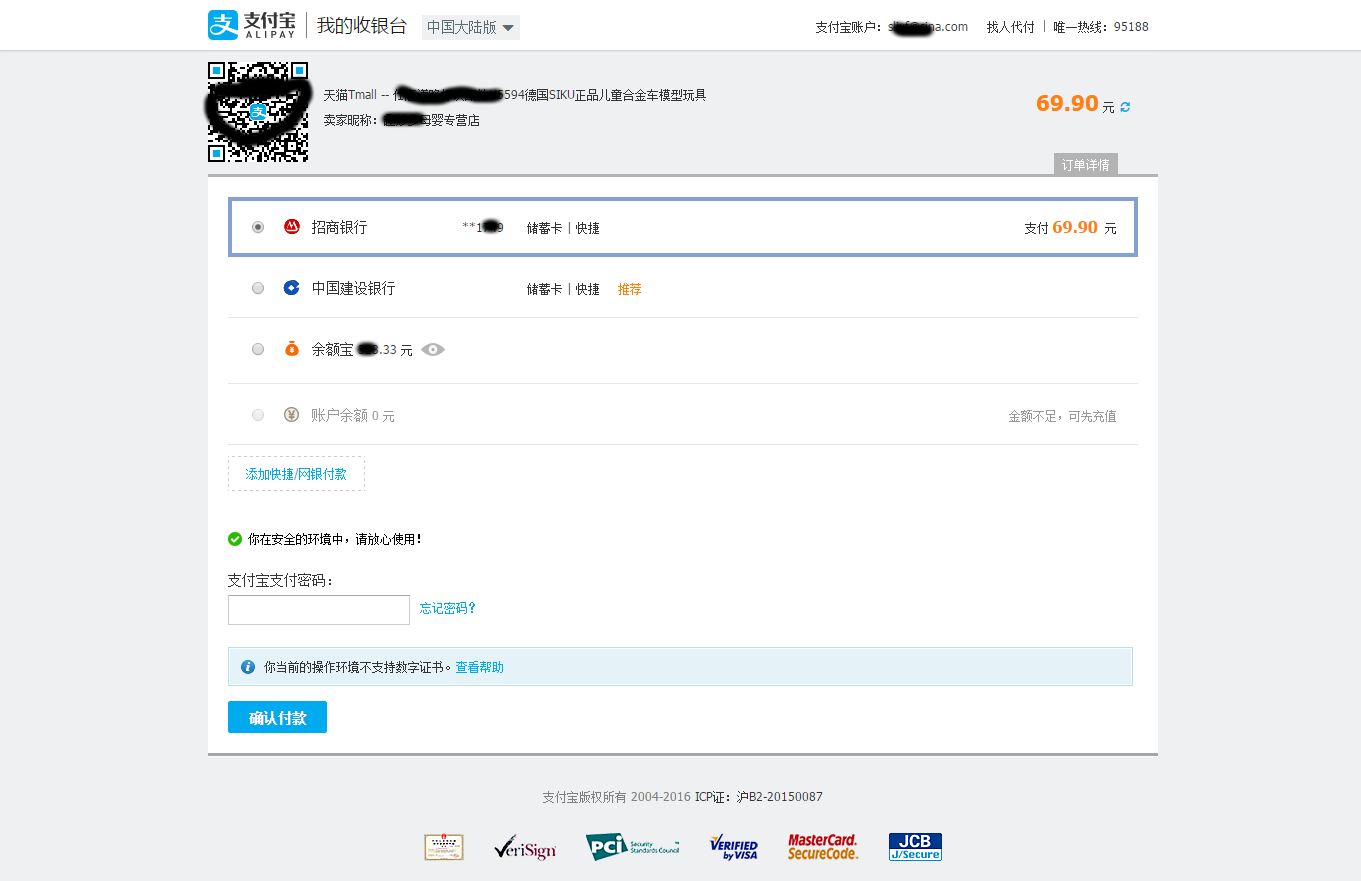 支付宝 ALIPAY 我的收银台 中国大陆版 支付宝账户： ina.com 找人代付 唯一热线：95188
天猫Tmall -- 594德国SIKU正品儿童合金车模型玩具
69.90 元
卖家昵称： 母婴专营店
订单详情
招商银行 **1 9 储蓄卡 | 快捷 支付 69.90 元
中国建设银行 储蓄卡 | 快捷 推荐
余额宝 3.33 元
账户余额 0 元 金额不足，可先充值
添加快捷/网银付款
你在安全的环境中，请放心使用！
支付宝支付密码：
忘记密码？
你当前的操作环境不支持数字证书。查看帮助
确认付款
支付宝版权所有 2004-2016 ICP证：沪B2-20150087
VeriSign PCI Security Standards Council VERIFIED by VISA MasterCard. SecureCode. JCB J/Secure